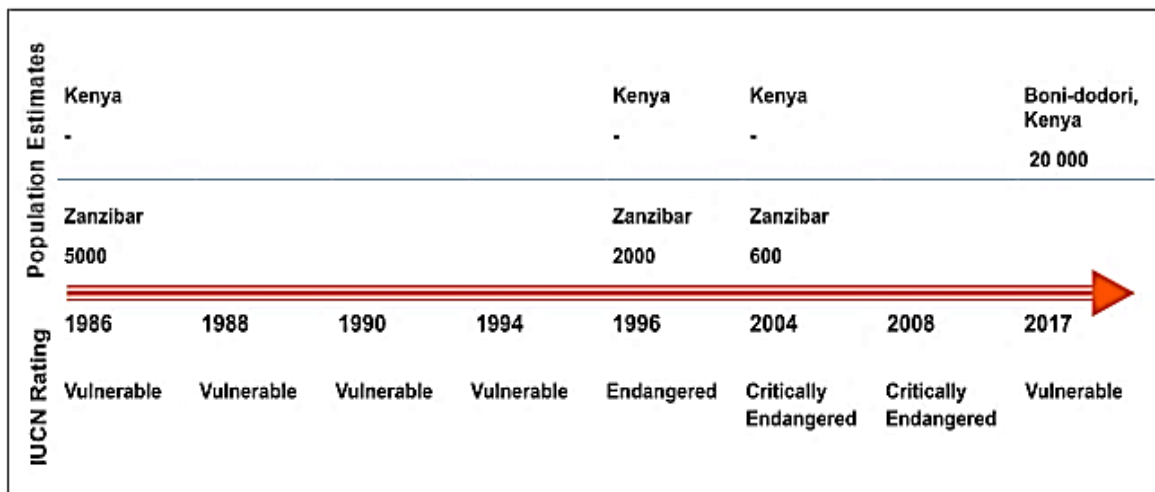 Population Estimates
Kenya Kenya Kenya Boni-dodori,
Kenya
- - -
20 000
Zanzibar Zanzibar Zanzibar
5000 2000 600
1986 1988 1990 1994 1996 2004 2008 2017
IUCN Rating
Vulnerable Vulnerable Vulnerable Vulnerable Endangered Critically Critically Vulnerable
Endangered Endangered